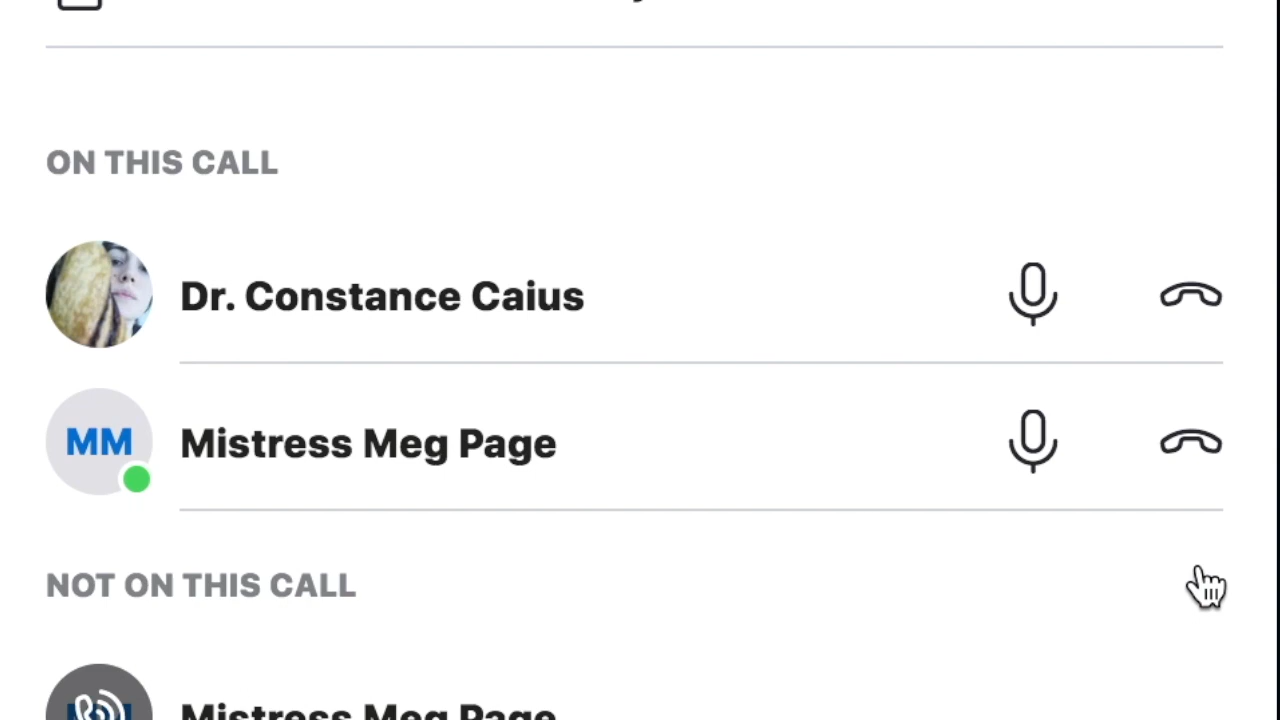 ON THIS CALL
Dr. Constance Caius
MM
Mistress Meg Page
NOT ON THIS CALL
Mistress Meg Page